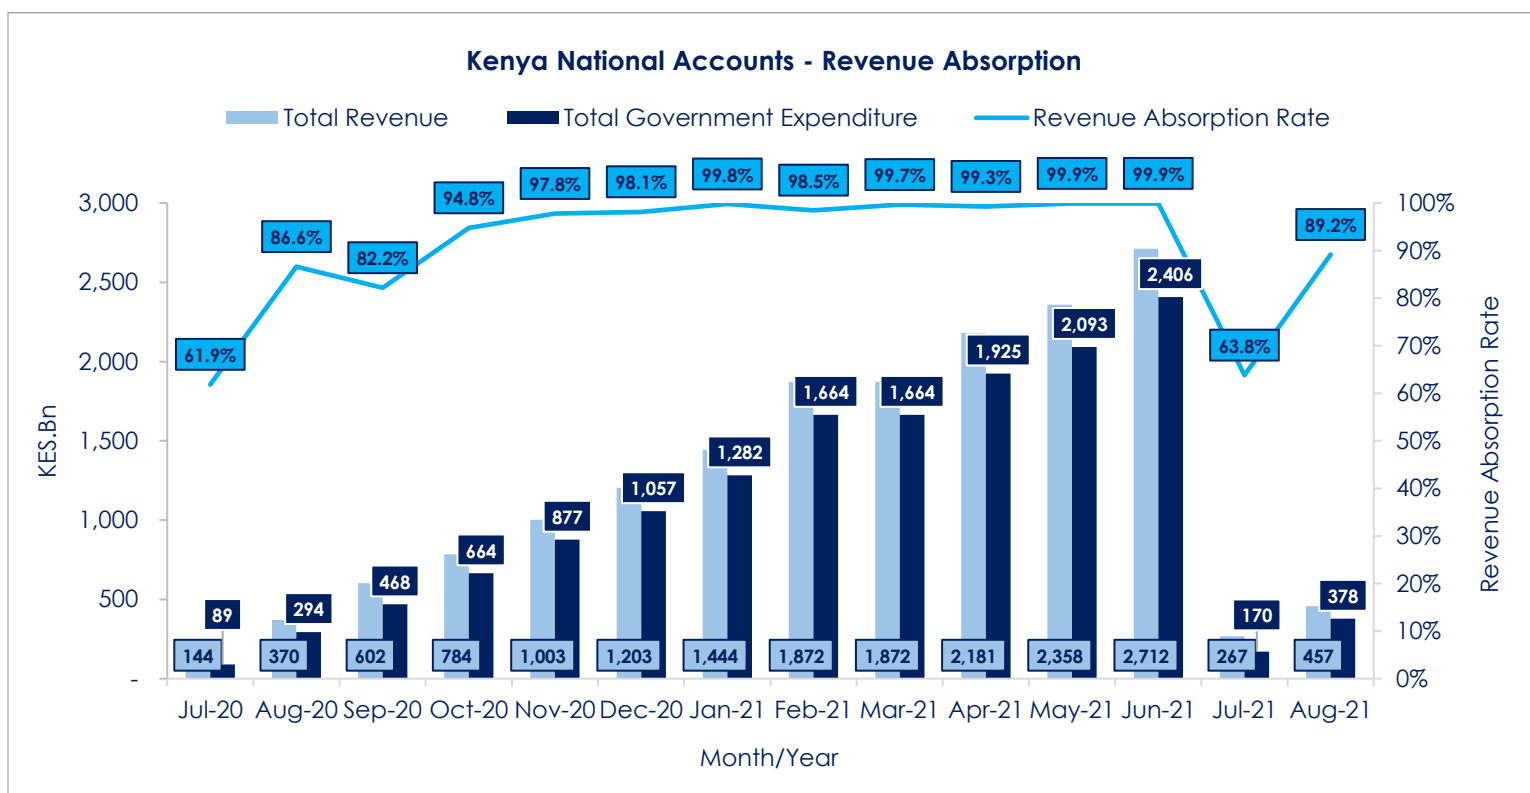 Kenya National Accounts - Revenue Absorption
Total Revenue Total Government Expenditure Revenue Absorption Rate
61.9% 86.6% 82.2% 94.8% 97.8% 98.1% 99.8% 98.5% 99.7% 99.3% 99.9% 99.9% 63.8% 89.2%
3,000
2,500
2,000
1,500
1,000
500
-
KES.Bn
89 294 468 664 877 1,057 1,282 1,664 1,664 1,925 2,093 2,406 170 378
144 370 602 784 1,003 1,203 1,444 1,872 1,872 2,181 2,358 2,712 267 457
100%
90%
80%
70%
60%
50%
40%
30%
20%
10%
0%
Revenue Absorption Rate
Jul-20 Aug-20 Sep-20 Oct-20 Nov-20 Dec-20 Jan-21 Feb-21 Mar-21 Apr-21 May-21 Jun-21 Jul-21 Aug-21
Month/Year